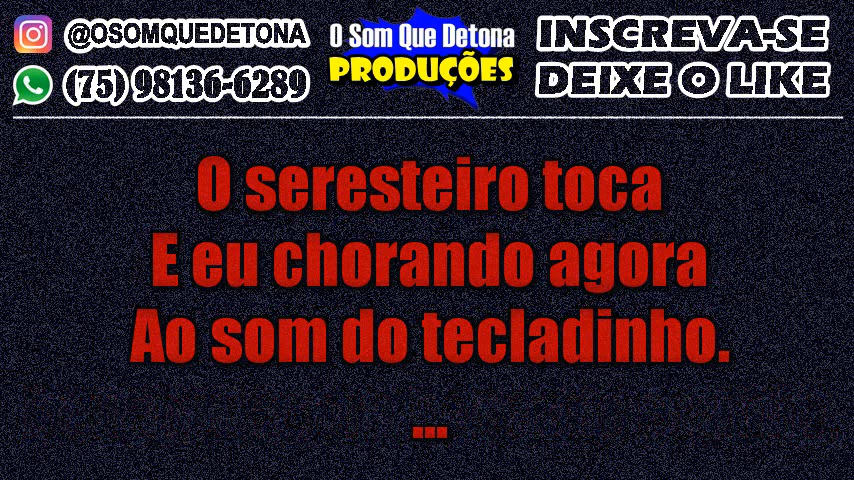 @OSOMQUEDETONA
(75) 98136-6289
O Som Que Detona
PRODUÇÕES
INSCREVA-SE
DEIXE O LIKE
O seresteiro toca
E eu chorando agora
Ao som do tecladinho.
...